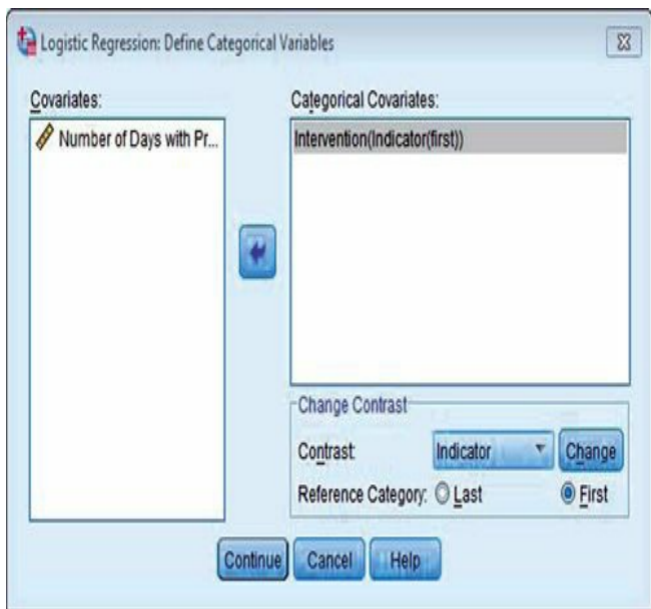 Logistic Regression: Define Categorical Variables
Covariates:
Number of Days with Pr...
Categorical Covariates:
Intervention(Indicator(first))
Change Contrast
Contrast:
Indicator
Change
Reference Category:
Last
First
Continue
Cancel
Help